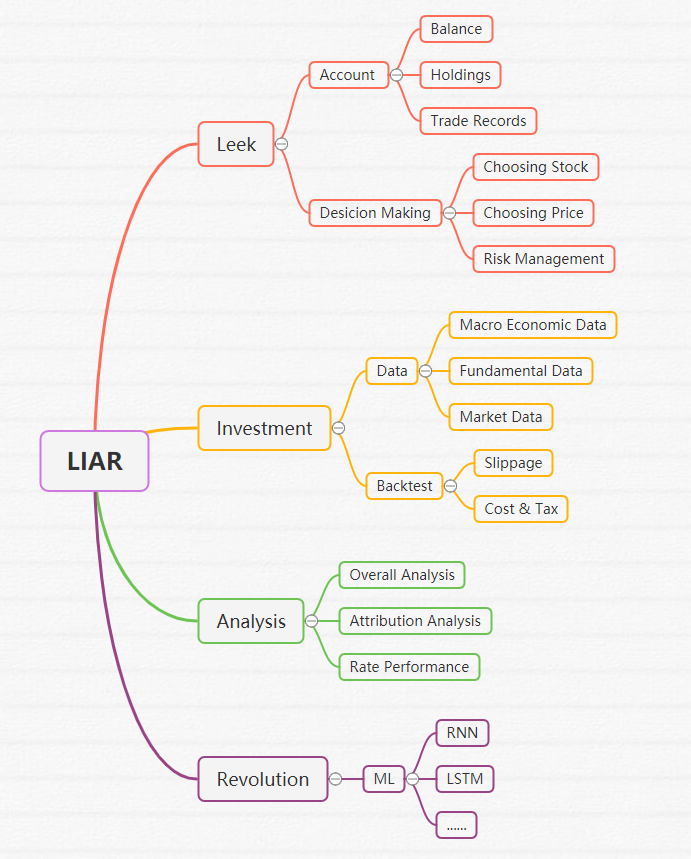 LIAR
Leek
Account
Balance
Holdings
Trade Records
Desicion Making
Choosing Stock
Choosing Price
Risk Management
Investment
Data
Macro Economic Data
Fundamental Data
Market Data
Backtest
Slippage
Cost & Tax
Analysis
Overall Analysis
Attribution Analysis
Rate Performance
Revolution
ML
RNN
LSTM
......